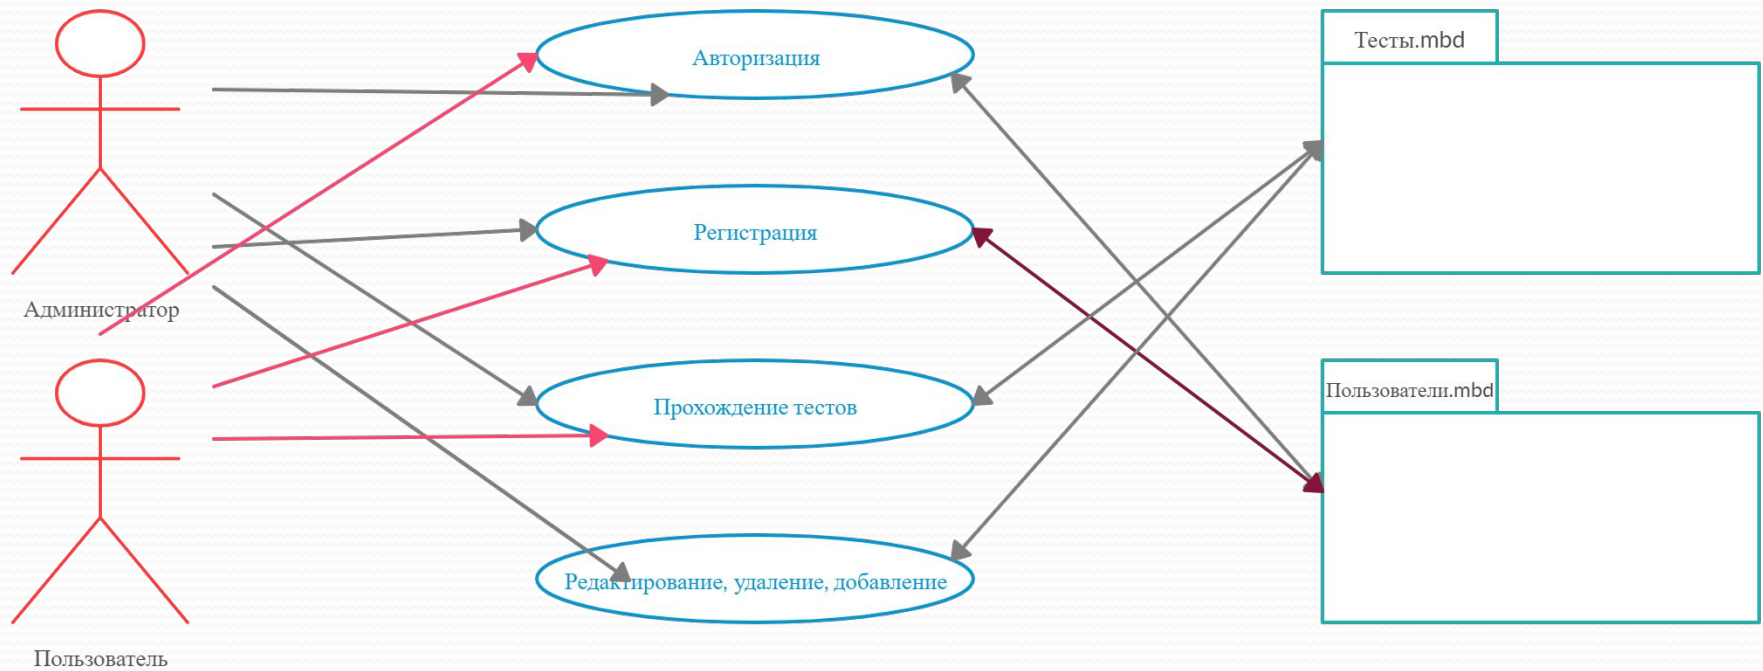 Авторизация
Тесты.mbd
Регистрация
Администратор
Прохождение тестов
Пользователи.mbd
Редактирование, удаление, добавление
Пользователь